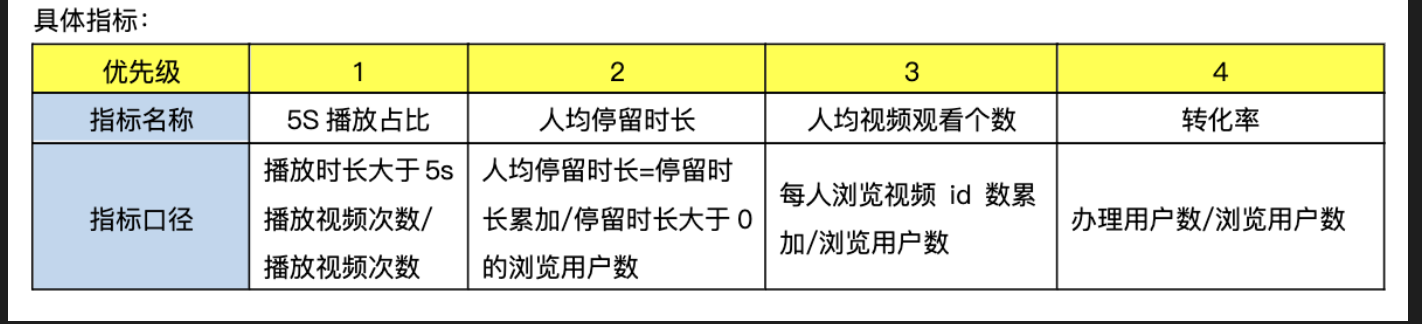 具体指标：
优先级 1 2 3 4
指标名称 5S 播放占比 人均停留时长 人均视频观看个数 转化率
指标口径
播放时长大于 5s
播放视频次数/
播放视频次数
人均停留时长=停留时
长累加/停留时长大于 0
的浏览用户数
每人浏览视频 id 数累
加/浏览用户数
办理用户数/浏览用户数